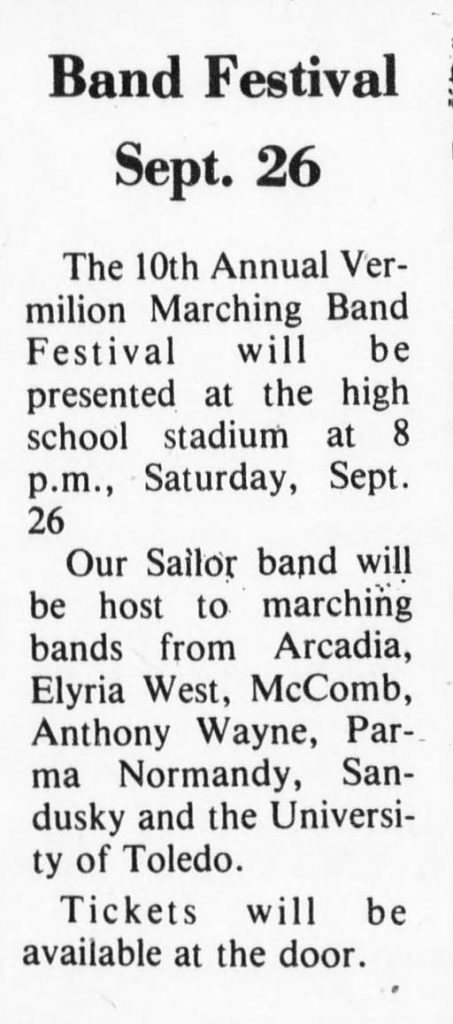 Band Festival
Sept. 26
The 10th Annual Ver-
milion Marching Band
Festival will be
presented at the high
school stadium at 8
p.m., Saturday, Sept.
26
Our Sailor band will
be host to marching
bands from Arcadia,
Elyria West, McComb,
Anthony Wayne, Par-
ma Normandy, San-
dusky and the Universi-
ty of Toledo.
Tickets will be
available at the door.